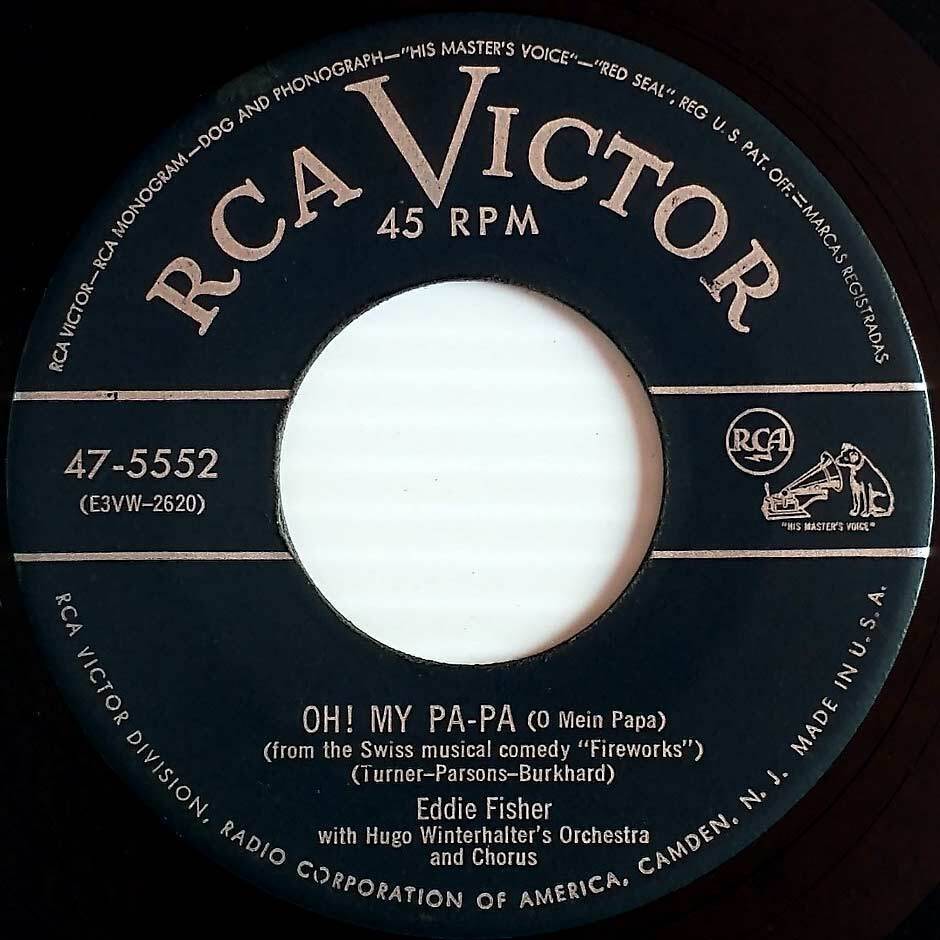 RCA VICTOR—RCA MONOGRAM—DOG AND PHONOGRAPH—"HIS MASTER'S VOICE"—"RED SEAL", REG U. S. PAT. OFF.—MARCAS REGISTRADAS
RCA VICTOR
45 RPM
47-5552
(E3VW-2620)
RCA
"HIS MASTER'S VOICE"
OH! MY PA-PA (O Mein Papa)
(from the Swiss musical comedy "Fireworks")
(Turner-Parsons-Burkhard)
Eddie Fisher
with Hugo Winterhalter's Orchestra
and Chorus
RCA VICTOR DIVISION, RADIO CORPORATION OF AMERICA, CAMDEN, N. J. MADE IN U. S. A.